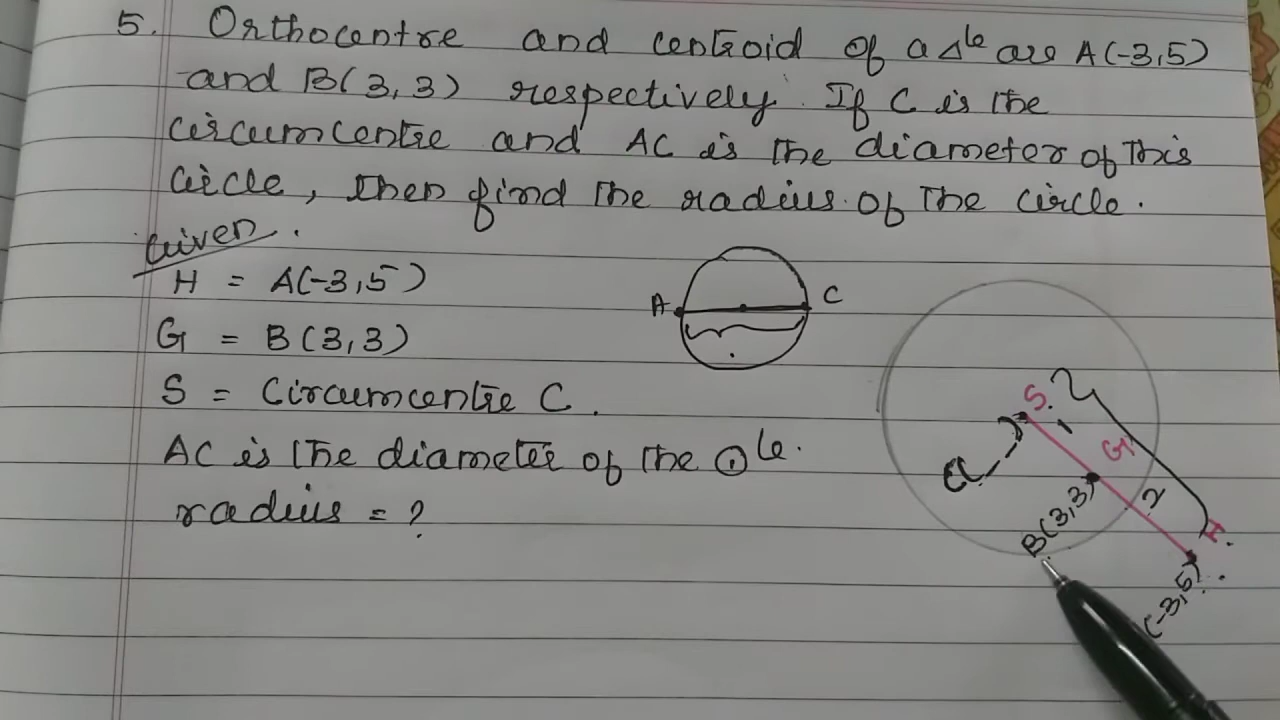 5. Orthocentre and centroid of a Δle are A(-3,5)
and B(3,3) respectively. If C is the
circumcentre and AC is the diameter of this
circle, then find the radius of the circle.
Given.
H = A(-3,5)
G = B(3,3)
S = Circumcentre C.
AC is the diameter of the ⊙le.
radius = ?
A
C
S.
1
G
2
H.
B(3,3)
(-3,5)